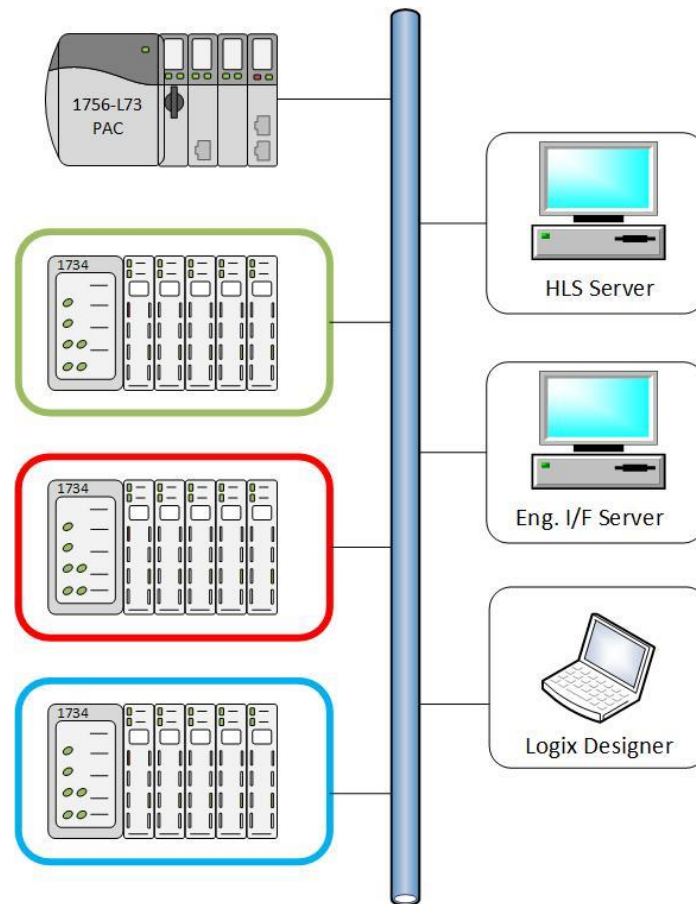 1756-L73
PAC
1734
1734
1734
HLS Server
Eng. I/F Server
Logix Designer